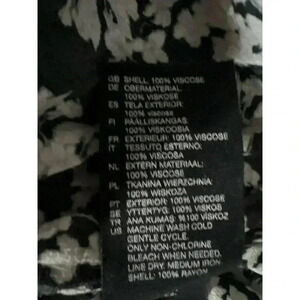 GB SHELL: 100% VISCOSE
DE OBERMATERIAL:
100% VISKOSE
ES TELA EXTERIOR:
100% viscosa
FI PÄÄLLISKANGAS:
100% VISKOOSIA
FR EXTERIEUR: 100% VISCOSE
IT TESSUTO ESTERNO:
100% VISCOSA
NL EXTERN MATERIAAL:
100% VISCOSE
PL TKANINA WIERZCHNIA:
100% WISKOZA
PT EXTERIOR: 100% VISCOSE
SE YTTERTYG: 100% VISKOS
TR ANA KUMAŞ: %100 VİSKOZ
US MACHINE WASH COLD
GENTLE CYCLE.
ONLY NON-CHLORINE
BLEACH WHEN NEEDED.
LINE DRY. MEDIUM IRON.
SHELL: 100% RAYON